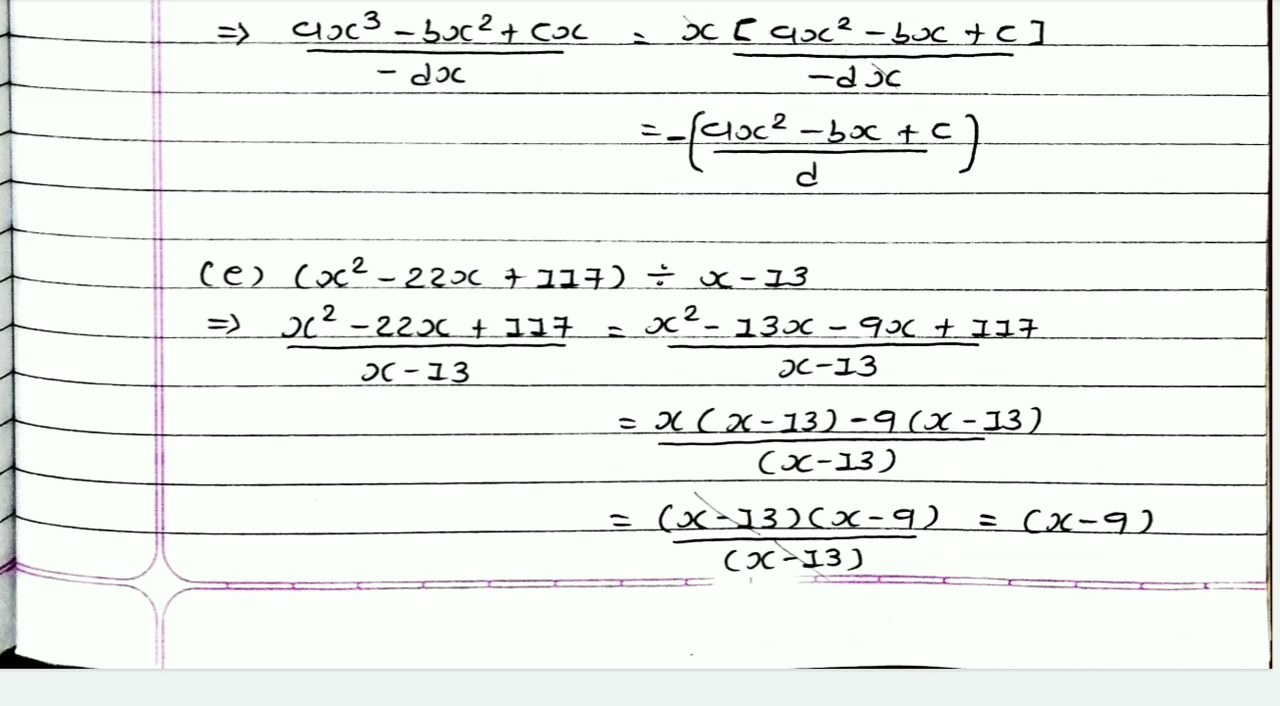 ⇒ ax³ - bx² + cx / -dx = x [ax² - bx + c] / -dx
= -(ax² - bx + c / d)
(e) (x² - 22x + 117) ÷ x - 13
⇒ x² - 22x + 117 / x - 13 = x² - 13x - 9x + 117 / x - 13
= x(x - 13) - 9(x - 13) / (x - 13)
= (x - 13)(x - 9) / (x - 13) = (x - 9)